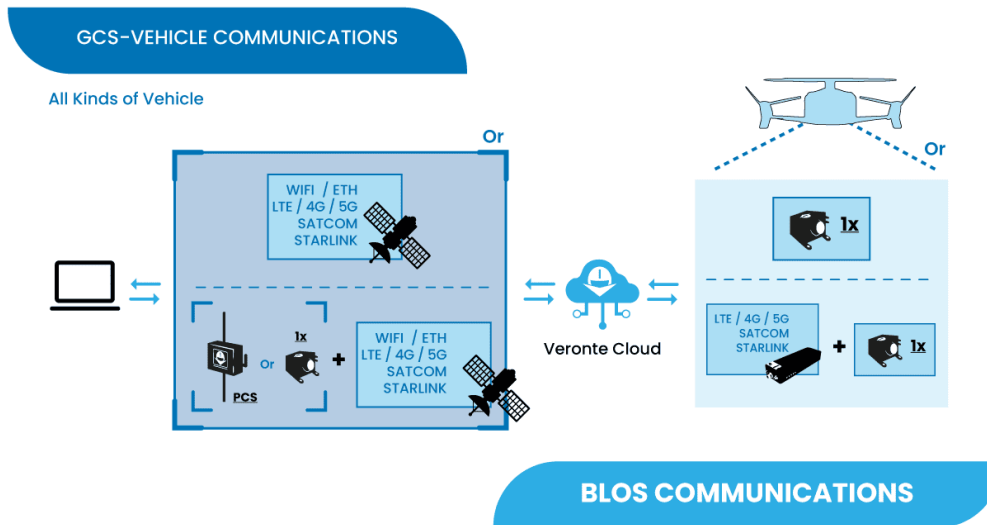 GCS-VEHICLE COMMUNICATIONS
All Kinds of Vehicle
Or
WIFI / ETH
LTE / 4G / 5G
SATCOM
STARLINK
PCS
Or
1x
+
WIFI / ETH
LTE / 4G / 5G
SATCOM
STARLINK
Veronte Cloud
Or
1x
LTE / 4G / 5G
SATCOM
STARLINK
+
1x
BLOS COMMUNICATIONS